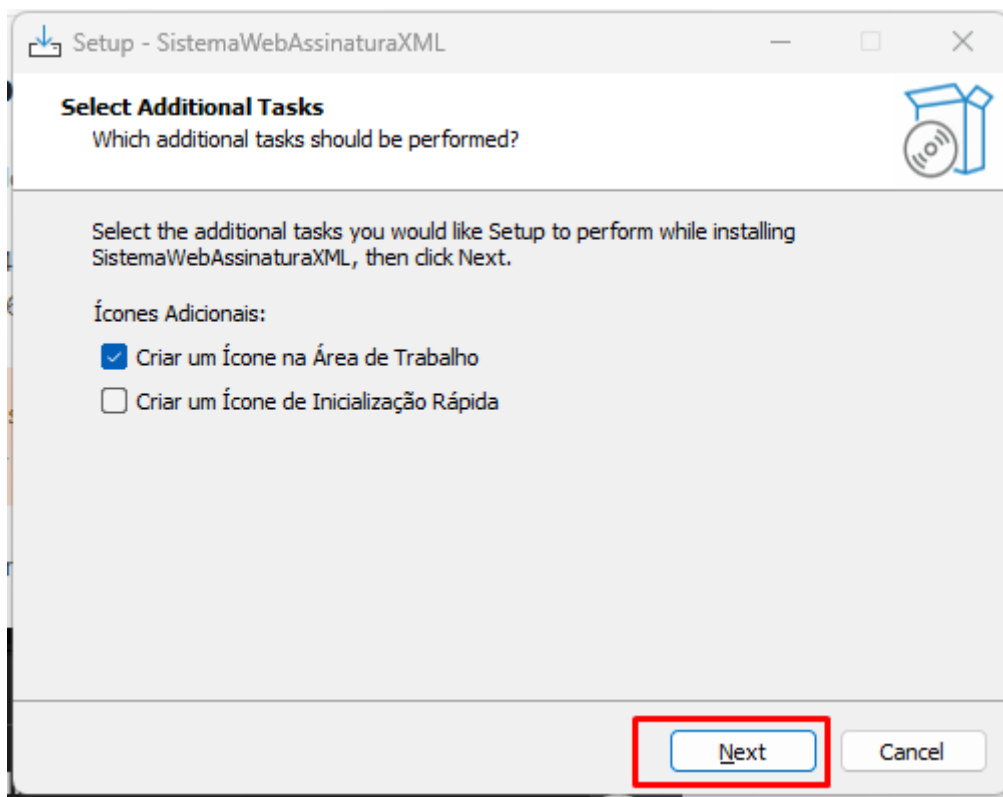 Setup - SistemaWebAssinaturaXML
Select Additional Tasks
Which additional tasks should be performed?
Select the additional tasks you would like Setup to perform while installing
SistemaWebAssinaturaXML, then click Next.
Ícones Adicionais:
Criar um Ícone na Área de Trabalho
Criar um Ícone de Inicialização Rápida
Next
Cancel